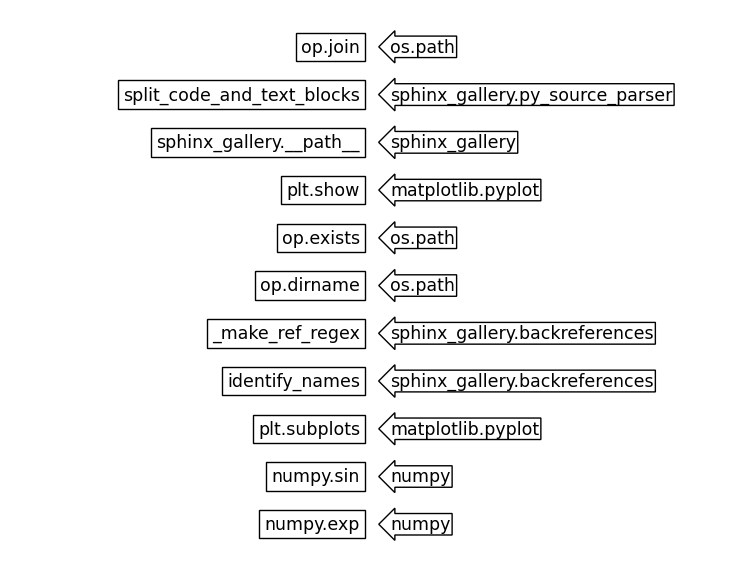 op.join os.path
split_code_and_text_blocks sphinx_gallery.py_source_parser
sphinx_gallery.__path__ sphinx_gallery
plt.show matplotlib.pyplot
op.exists os.path
op.dirname os.path
_make_ref_regex sphinx_gallery.backreferences
identify_names sphinx_gallery.backreferences
plt.subplots matplotlib.pyplot
numpy.sin numpy
numpy.exp numpy